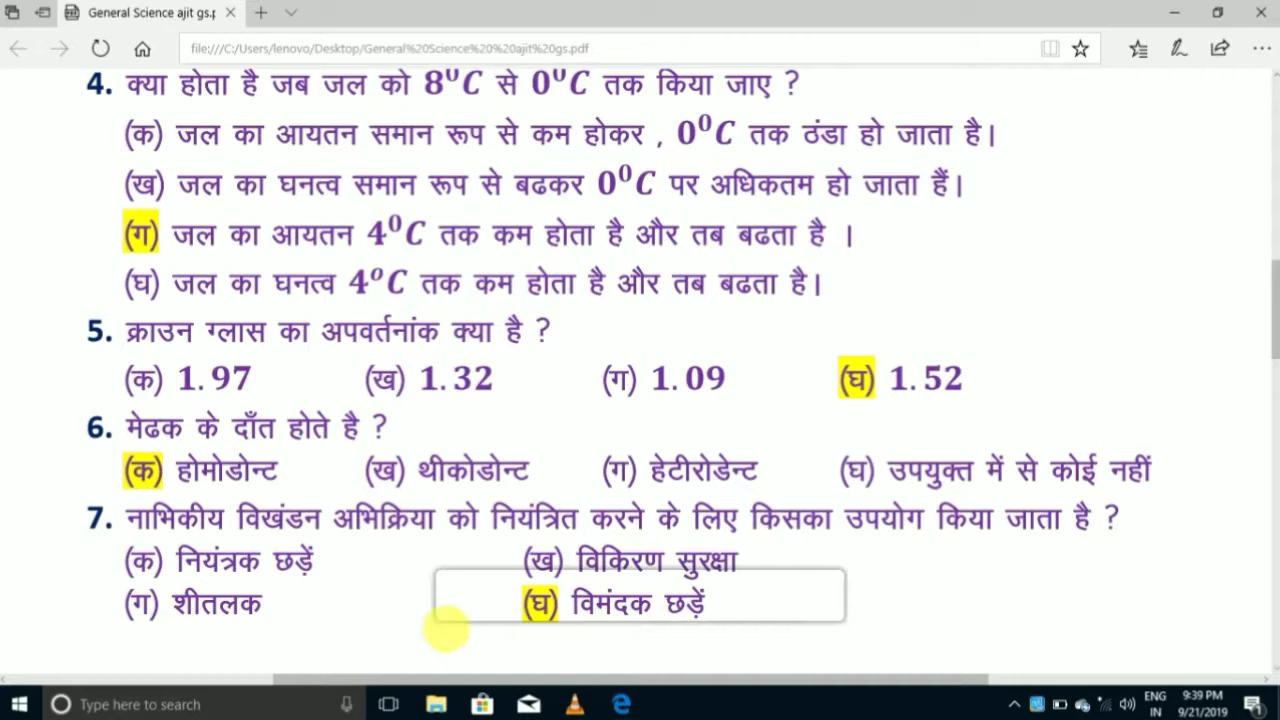 General Science ajit gs.p
file:///C:/Users/lenovo/Desktop/General%20Science%20%20ajit%20gs.pdf
4. क्या होता है जब जल को 8⁰C से 0⁰C तक किया जाए ?
(क) जल का आयतन समान रूप से कम होकर , 0⁰C तक ठंडा हो जाता है।
(ख) जल का घनत्व समान रूप से बढकर 0⁰C पर अधिकतम हो जाता हैं।
(ग) जल का आयतन 4⁰C तक कम होता है और तब बढता है ।
(घ) जल का घनत्व 4ᵒC तक कम होता है और तब बढता है।
5. क्राउन ग्लास का अपवर्तनांक क्या है ?
(क) 1.97 (ख) 1.32 (ग) 1.09 (घ) 1.52
6. मेढक के दाँत होते है ?
(क) होमोडोन्ट (ख) थीकोडोन्ट (ग) हेटीरोडेन्ट (घ) उपयुक्त में से कोई नहीं
7. नाभिकीय विखंडन अभिक्रिया को नियंत्रित करने के लिए किसका उपयोग किया जाता है ?
(क) नियंत्रक छड़ें (ख) विकिरण सुरक्षा
(ग) शीतलक (घ) विमंदक छड़ें
Type here to search
ENG 9:39 PM
IN 9/21/2019 1